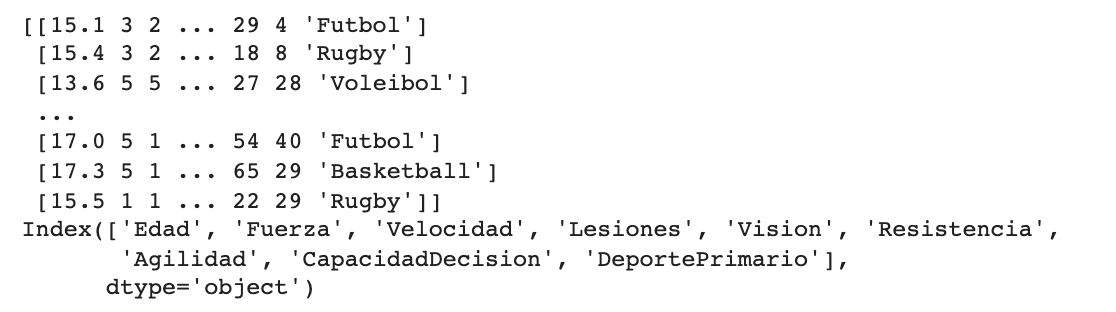 [[15.1 3 2 ... 29 4 'Futbol']
[15.4 3 2 ... 18 8 'Rugby']
[13.6 5 5 ... 27 28 'Voleibol']
...
[17.0 5 1 ... 54 40 'Futbol']
[17.3 5 1 ... 65 29 'Basketball']
[15.5 1 1 ... 22 29 'Rugby']]
Index(['Edad', 'Fuerza', 'Velocidad', 'Lesiones', 'Vision', 'Resistencia',
'Agilidad', 'CapacidadDecision', 'DeportePrimario'],
dtype='object')